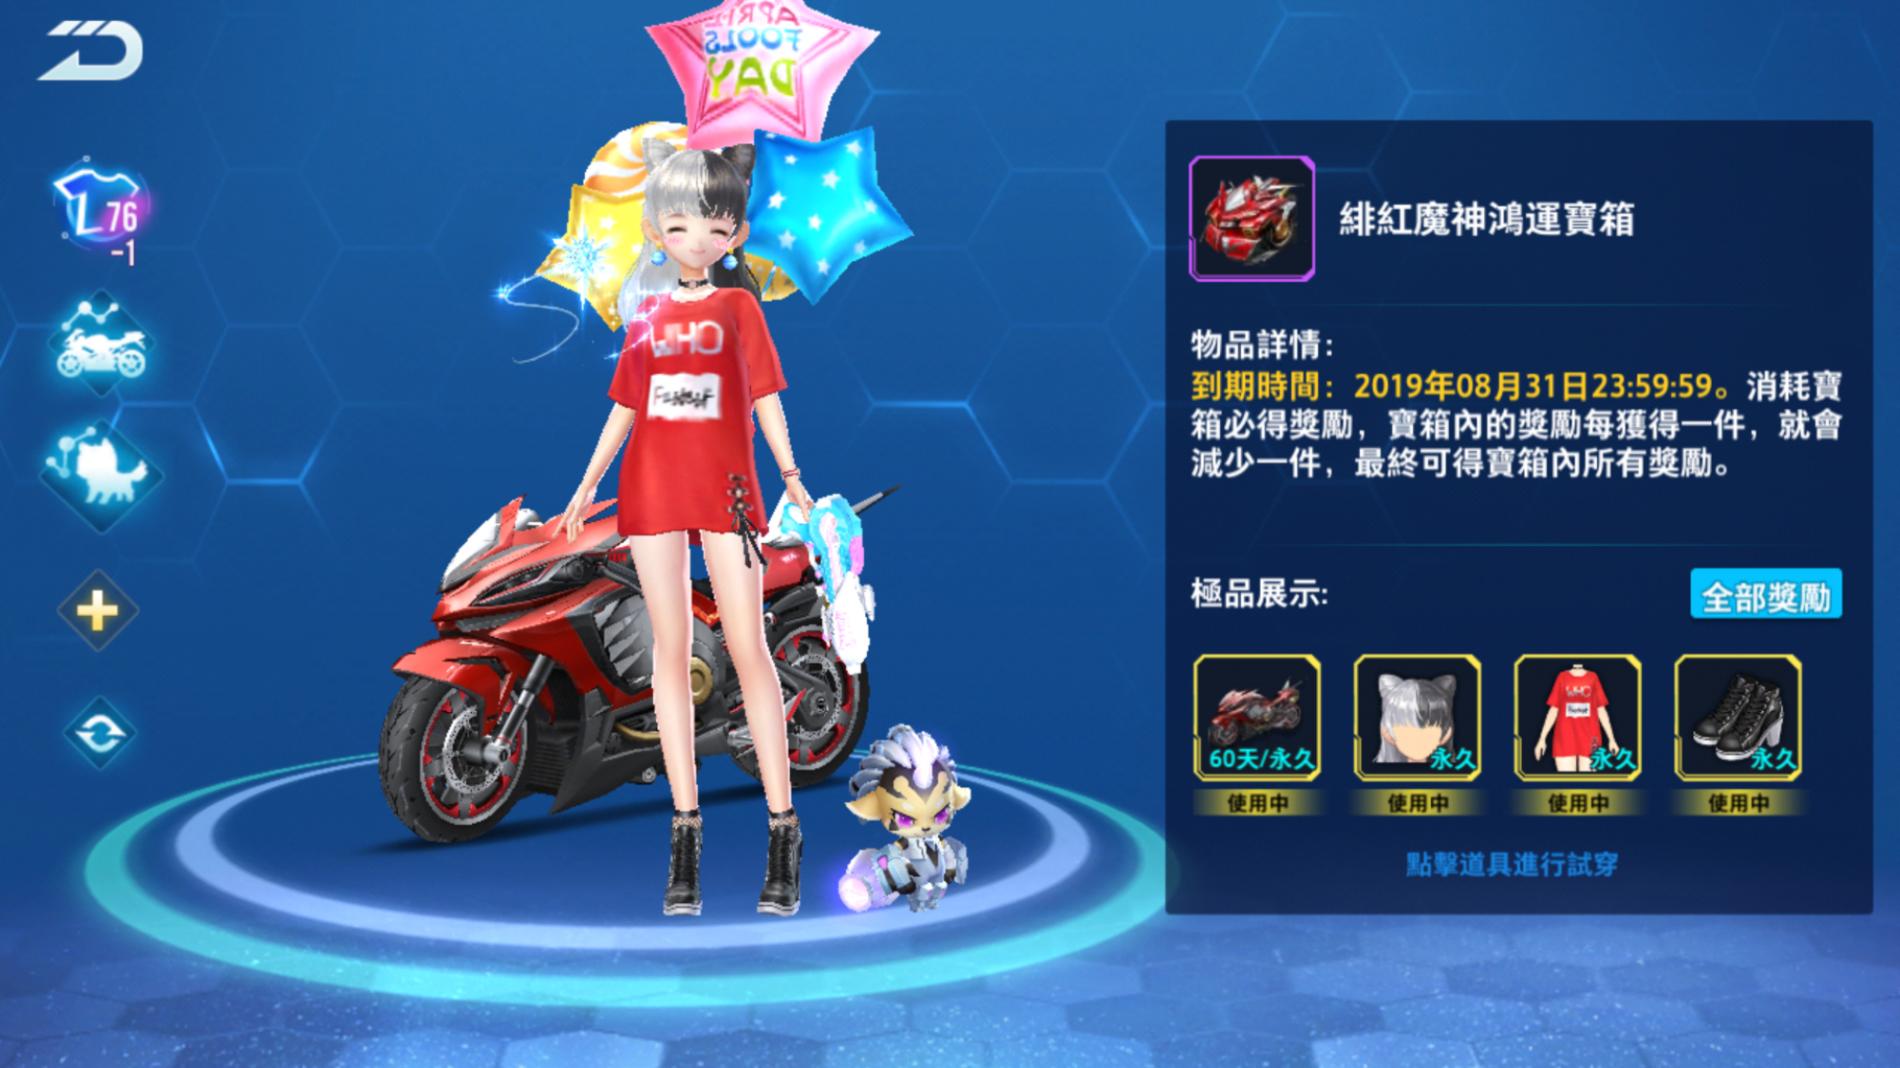 APRIL
FOOLS
DAY
L 76
-1
緋紅魔神鴻運寶箱
物品詳情：
到期時間：2019年08月31日23:59:59。消耗寶
箱必得獎勵，寶箱內的獎勵每獲得一件，就會
減少一件，最終可得寶箱內所有獎勵。
極品展示:
全部獎勵
60天/永久
永久
永久
永久
使用中
使用中
使用中
使用中
點擊道具進行試穿